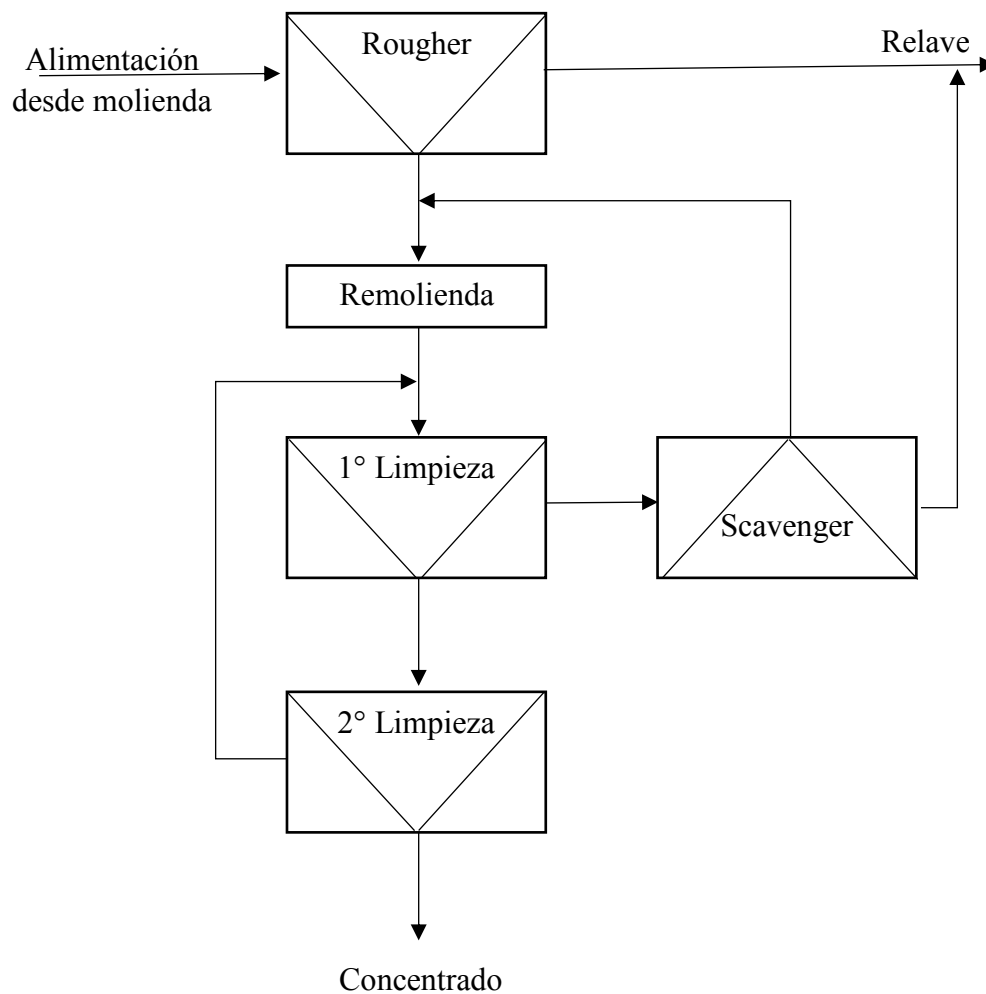 Rougher
Relave
Alimentación
desde molienda
Remolienda
1° Limpieza
Scavenger
2° Limpieza
Concentrado